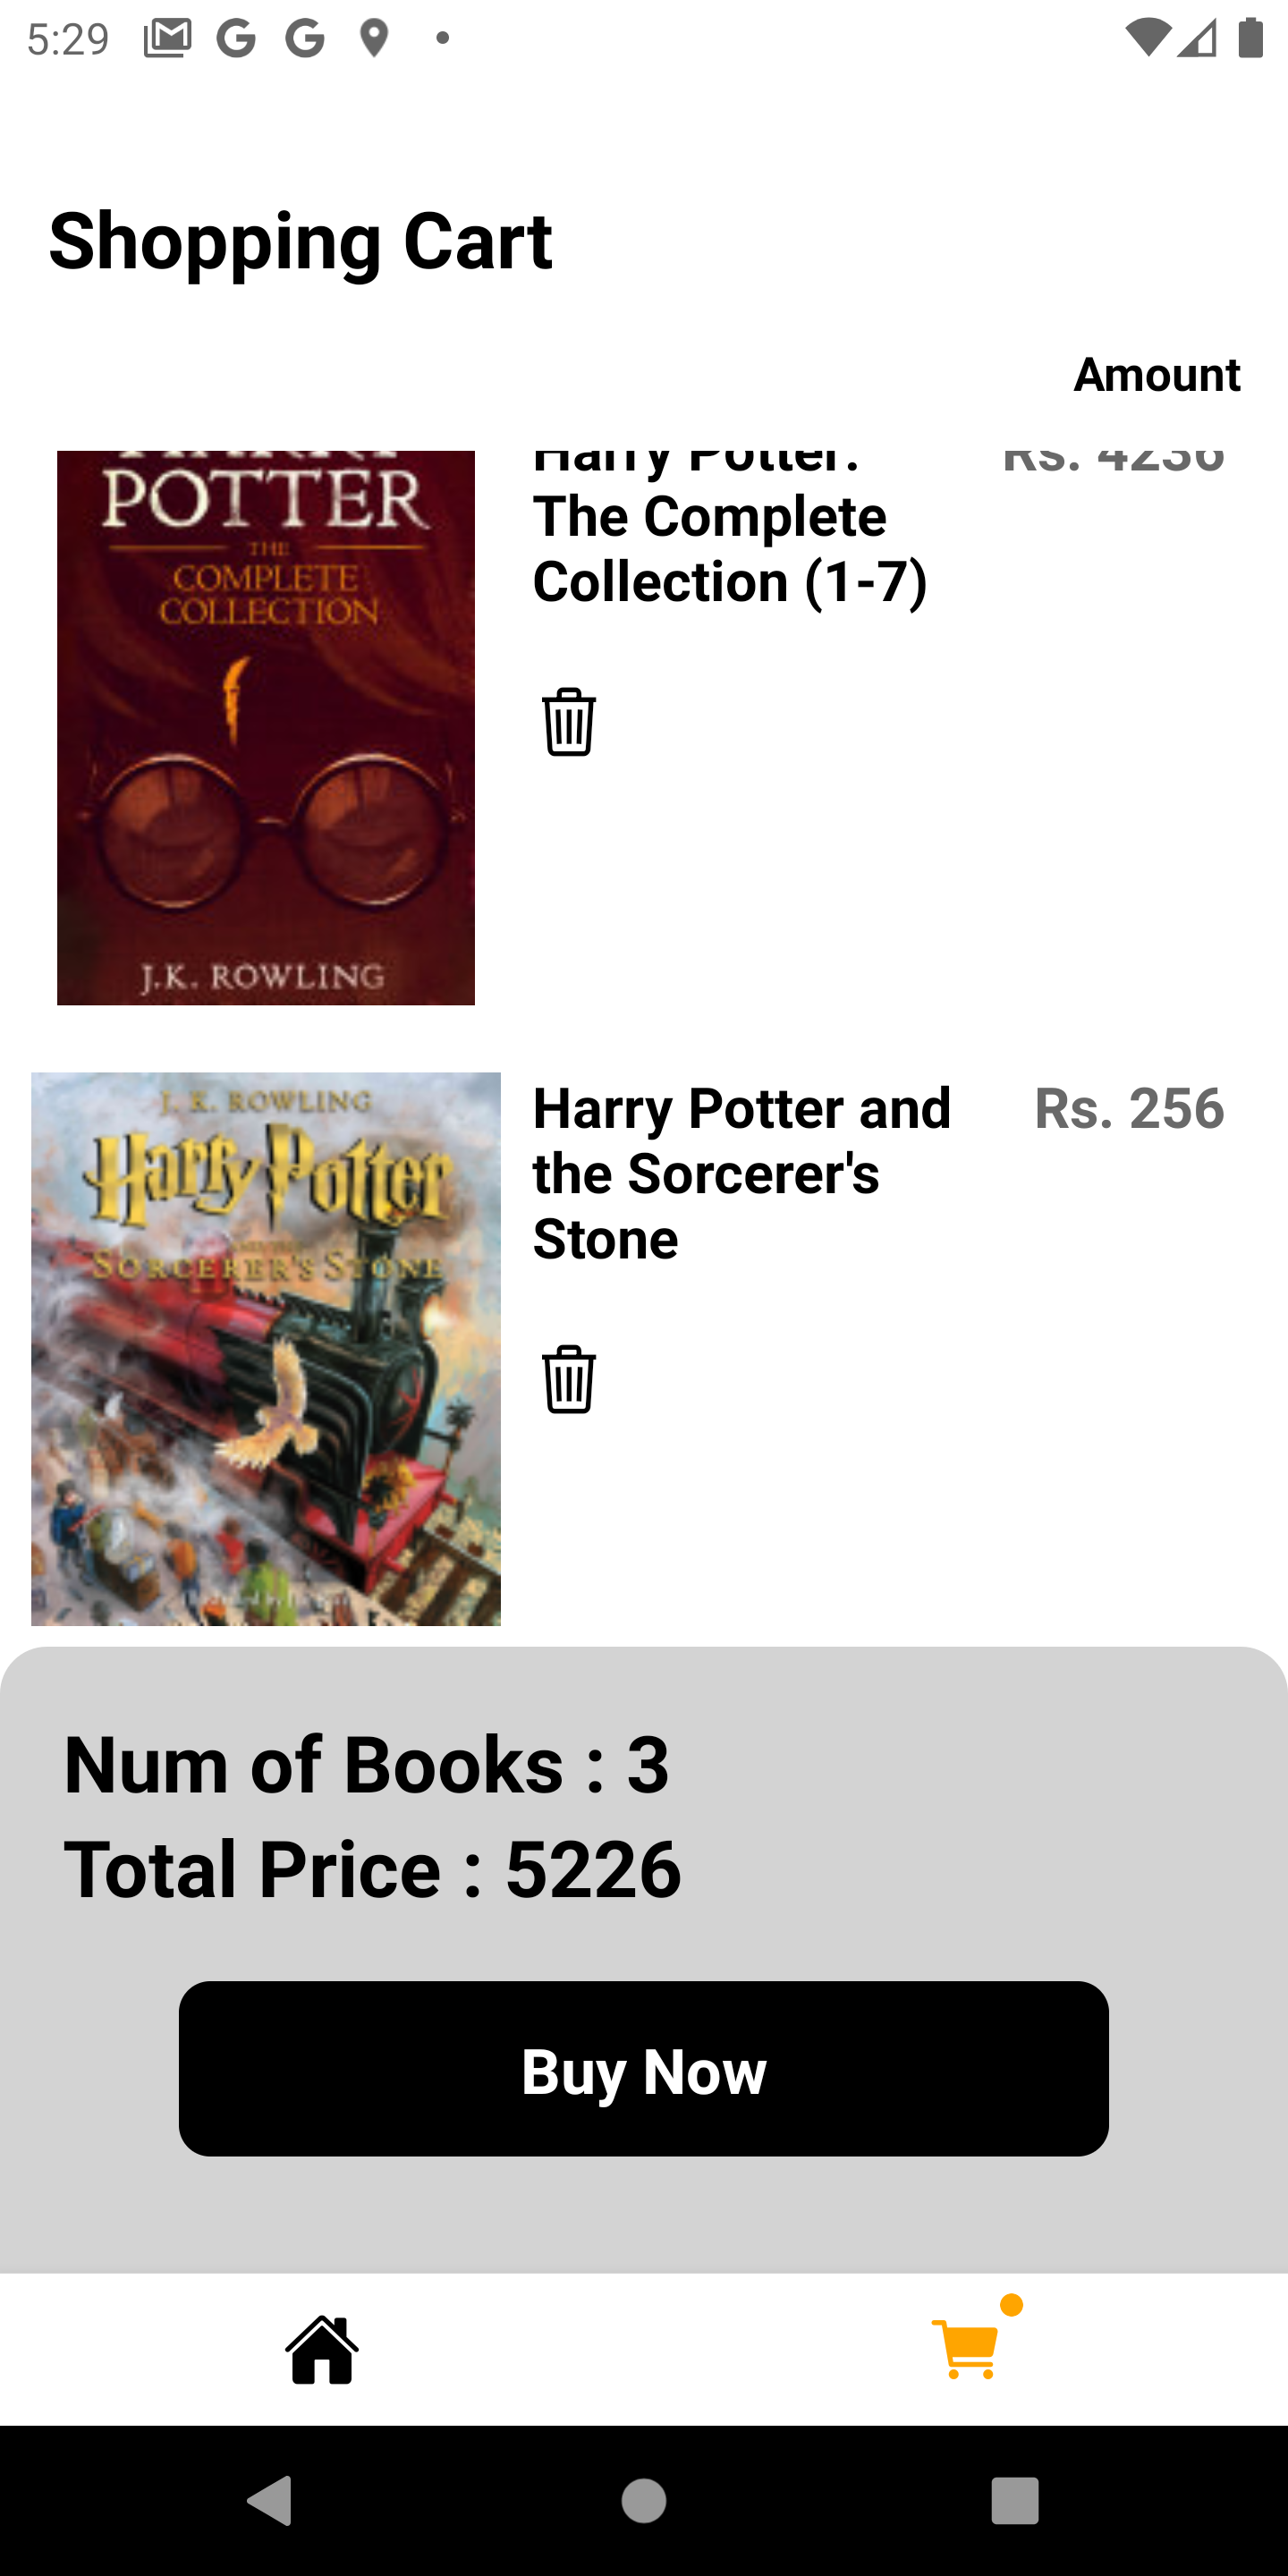 5:29
Shopping Cart
Amount
POTTER
THE
COMPLETE
COLLECTION
J.K. ROWLING
Harry Potter:
The Complete
Collection (1-7)
Rs.
J. K. ROWLING
Harry Potter
SORCERER'S STONE
Harry Potter and
the Sorcerer's
Stone
Rs. 256
Num of Books : 3
Total Price : 5226
Buy Now